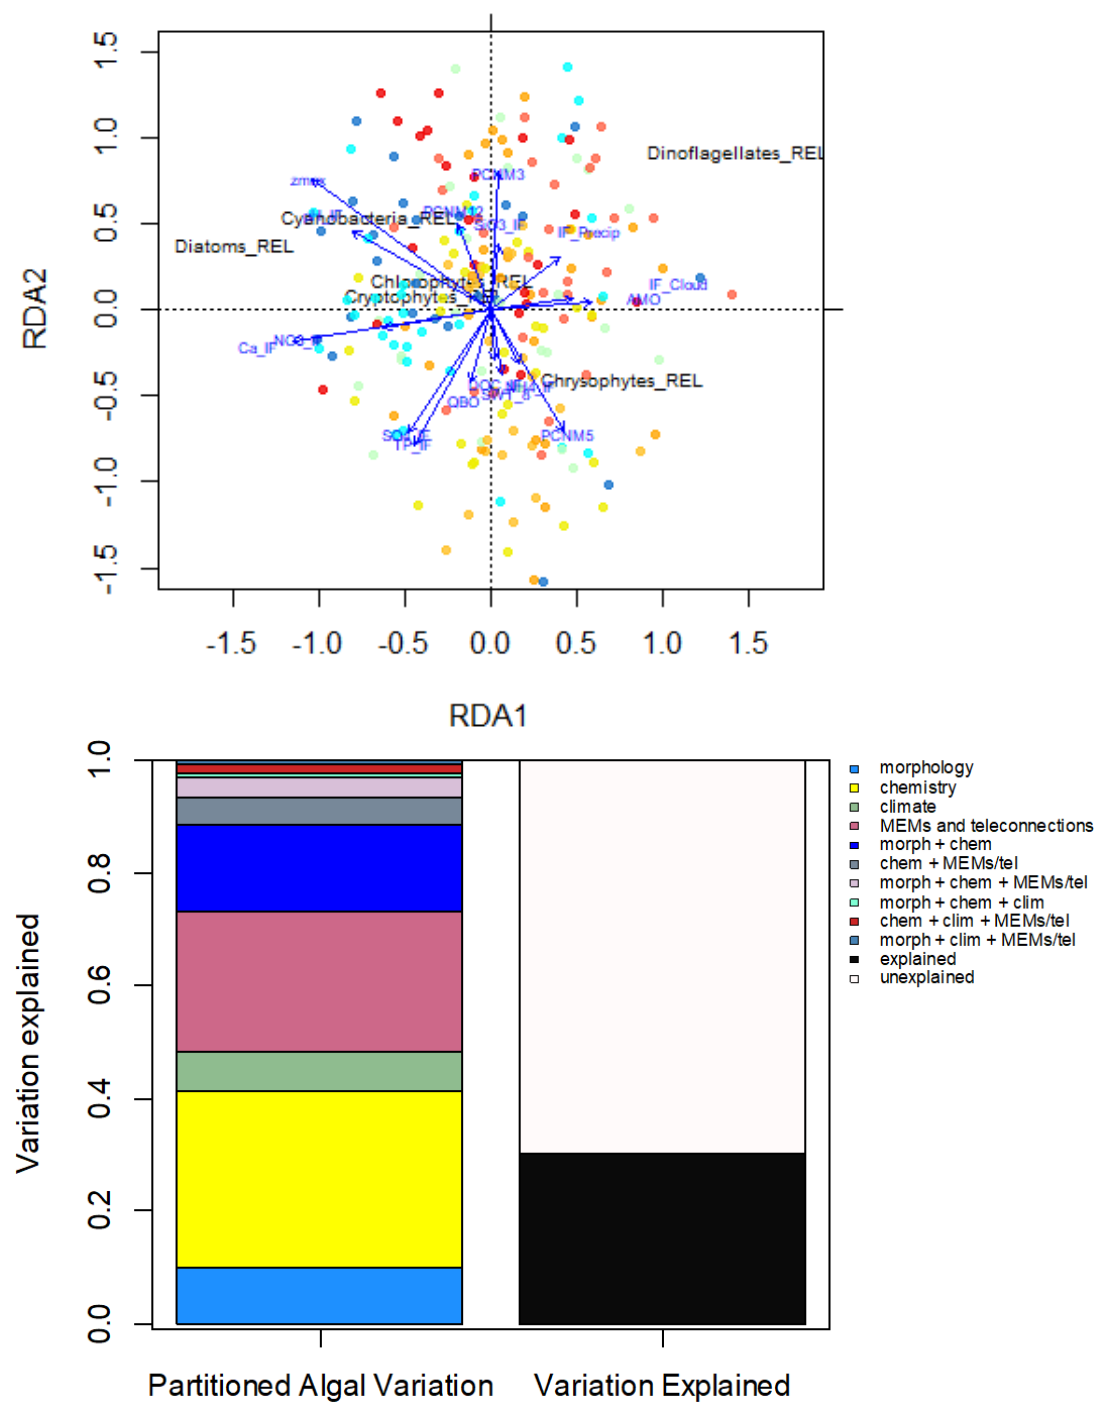 1.5
1.0
0.5
0.0
-0.5
-1.0
-1.5
RDA2
Dinoflagellates_REL
PCNM3
PCNM12
Cyanobacteria_REL
SiO3_IF
IF_Precip
Diatoms_REL
Chlorophytes_REL
Cryptophytes_REL
IF_Cloud
AMO
Ca_IF
Chrysophytes_REL
QBO
PCNM5
TP_IF
-1.5
-1.0
-0.5
0.0
0.5
1.0
1.5
RDA1
1.0
0.8
0.6
0.4
0.2
0.0
Variation explained
morphology
chemistry
climate
MEMs and teleconnections
morph + chem
chem + MEMs/tel
morph + chem + MEMs/tel
morph + chem + clim
chem + clim + MEMs/tel
morph + clim + MEMs/tel
explained
unexplained
Partitioned Algal Variation
Variation Explained